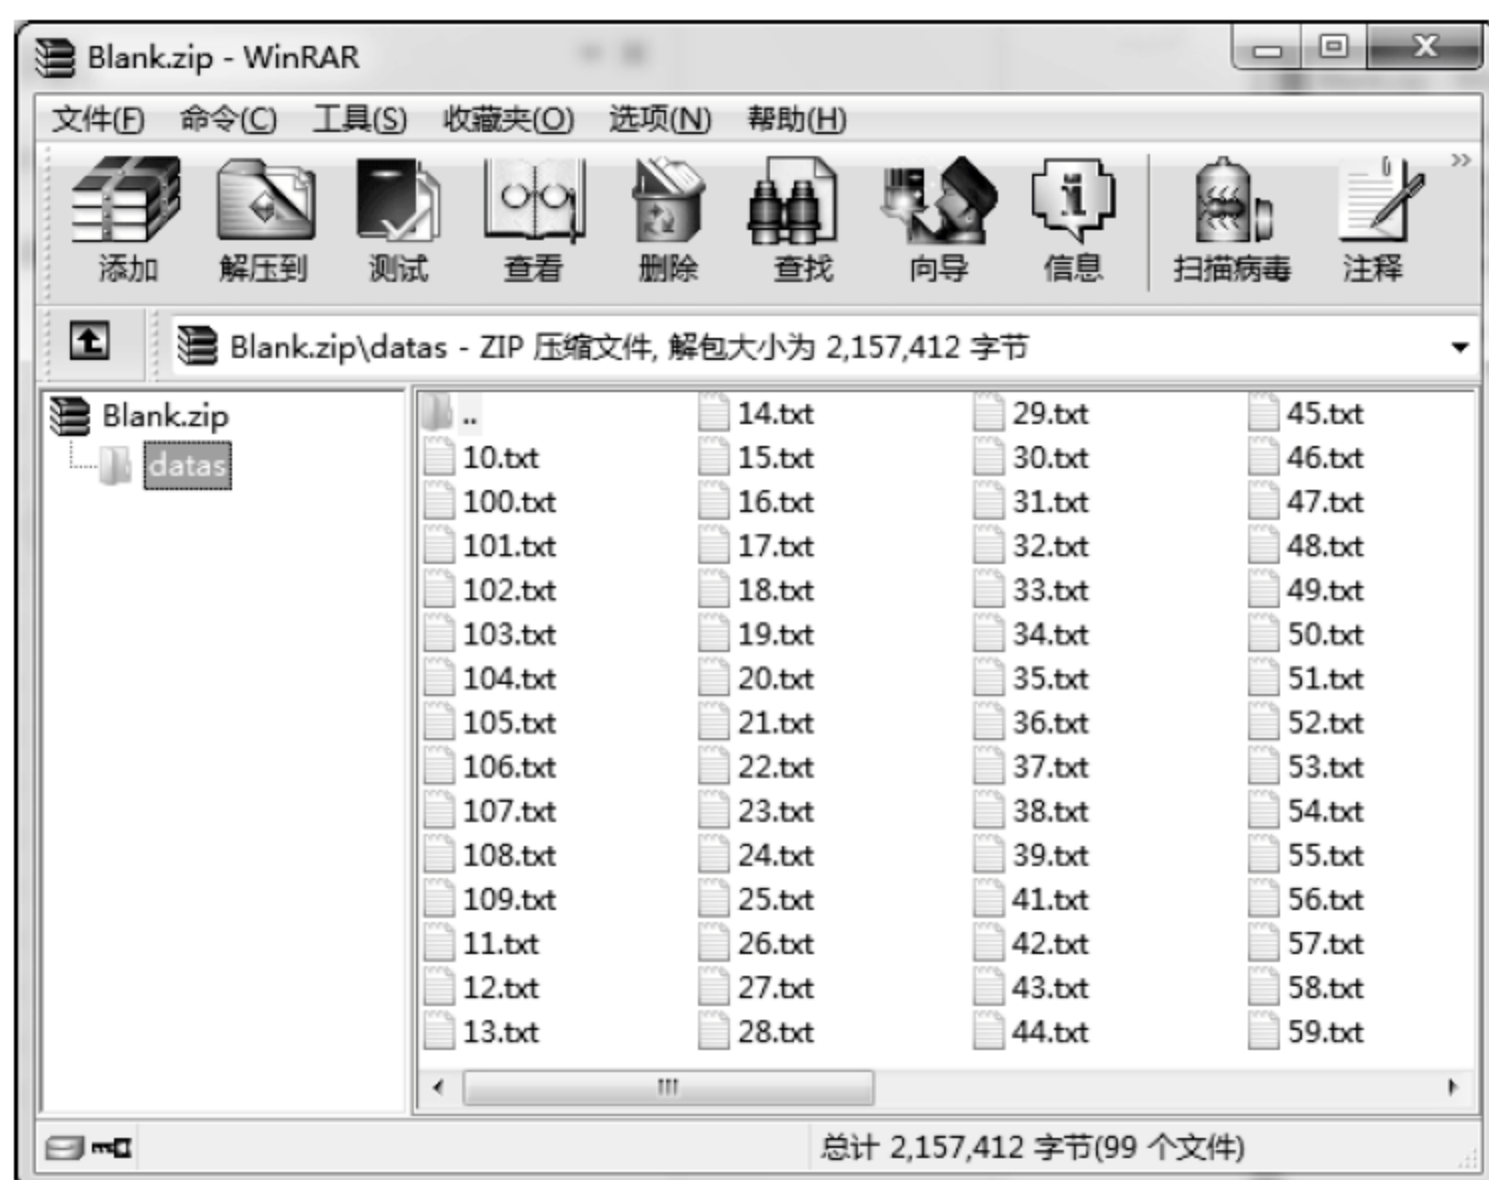 Blank.zip - WinRAR
文件(F) 命令(C) 工具(S) 收藏夹(O) 选项(N) 帮助(H)
添加 解压到 测试 查看 删除 查找 向导 信息 扫描病毒 注释
Blank.zip\datas - ZIP 压缩文件, 解包大小为 2,157,412 字节
Blank.zip
datas
..
10.txt
100.txt
101.txt
102.txt
103.txt
104.txt
105.txt
106.txt
107.txt
108.txt
109.txt
11.txt
12.txt
13.txt
14.txt
15.txt
16.txt
17.txt
18.txt
19.txt
20.txt
21.txt
22.txt
23.txt
24.txt
25.txt
26.txt
27.txt
28.txt
29.txt
30.txt
31.txt
32.txt
33.txt
34.txt
35.txt
36.txt
37.txt
38.txt
39.txt
41.txt
42.txt
43.txt
44.txt
45.txt
46.txt
47.txt
48.txt
49.txt
50.txt
51.txt
52.txt
53.txt
54.txt
55.txt
56.txt
57.txt
58.txt
59.txt
总计 2,157,412 字节(99 个文件)